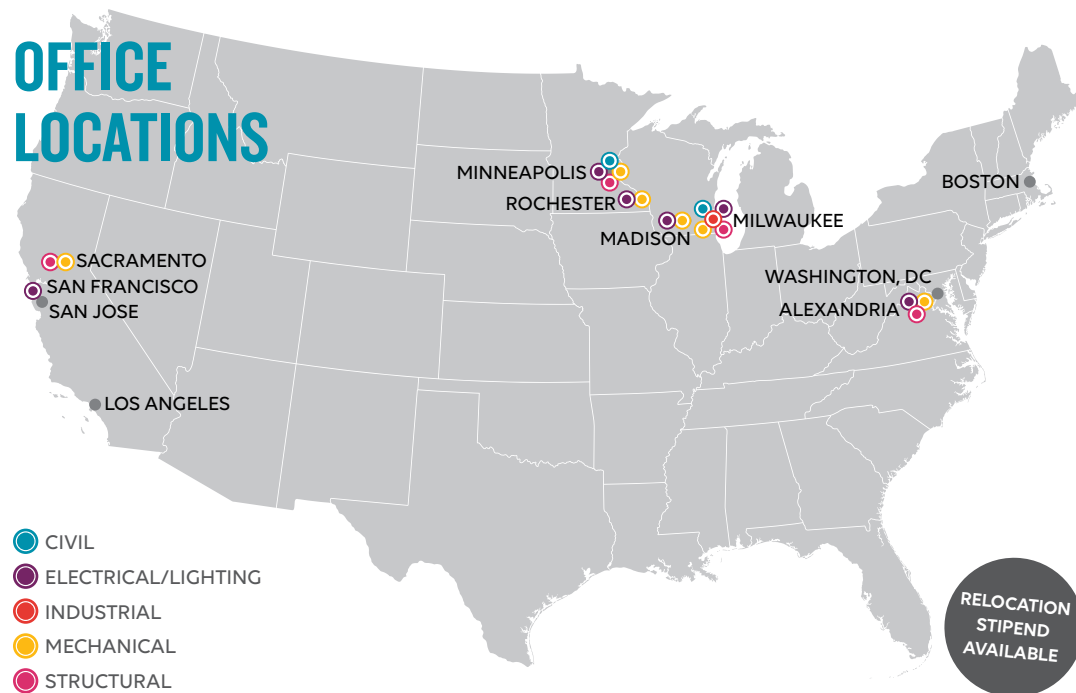 OFFICE
LOCATIONS
MINNEAPOLIS
ROCHESTER
MADISON
MILWAUKEE
BOSTON
SACRAMENTO
SAN FRANCISCO
SAN JOSE
WASHINGTON, DC
ALEXANDRIA
LOS ANGELES
CIVIL
ELECTRICAL/LIGHTING
INDUSTRIAL
MECHANICAL
STRUCTURAL
RELOCATION
STIPEND
AVAILABLE